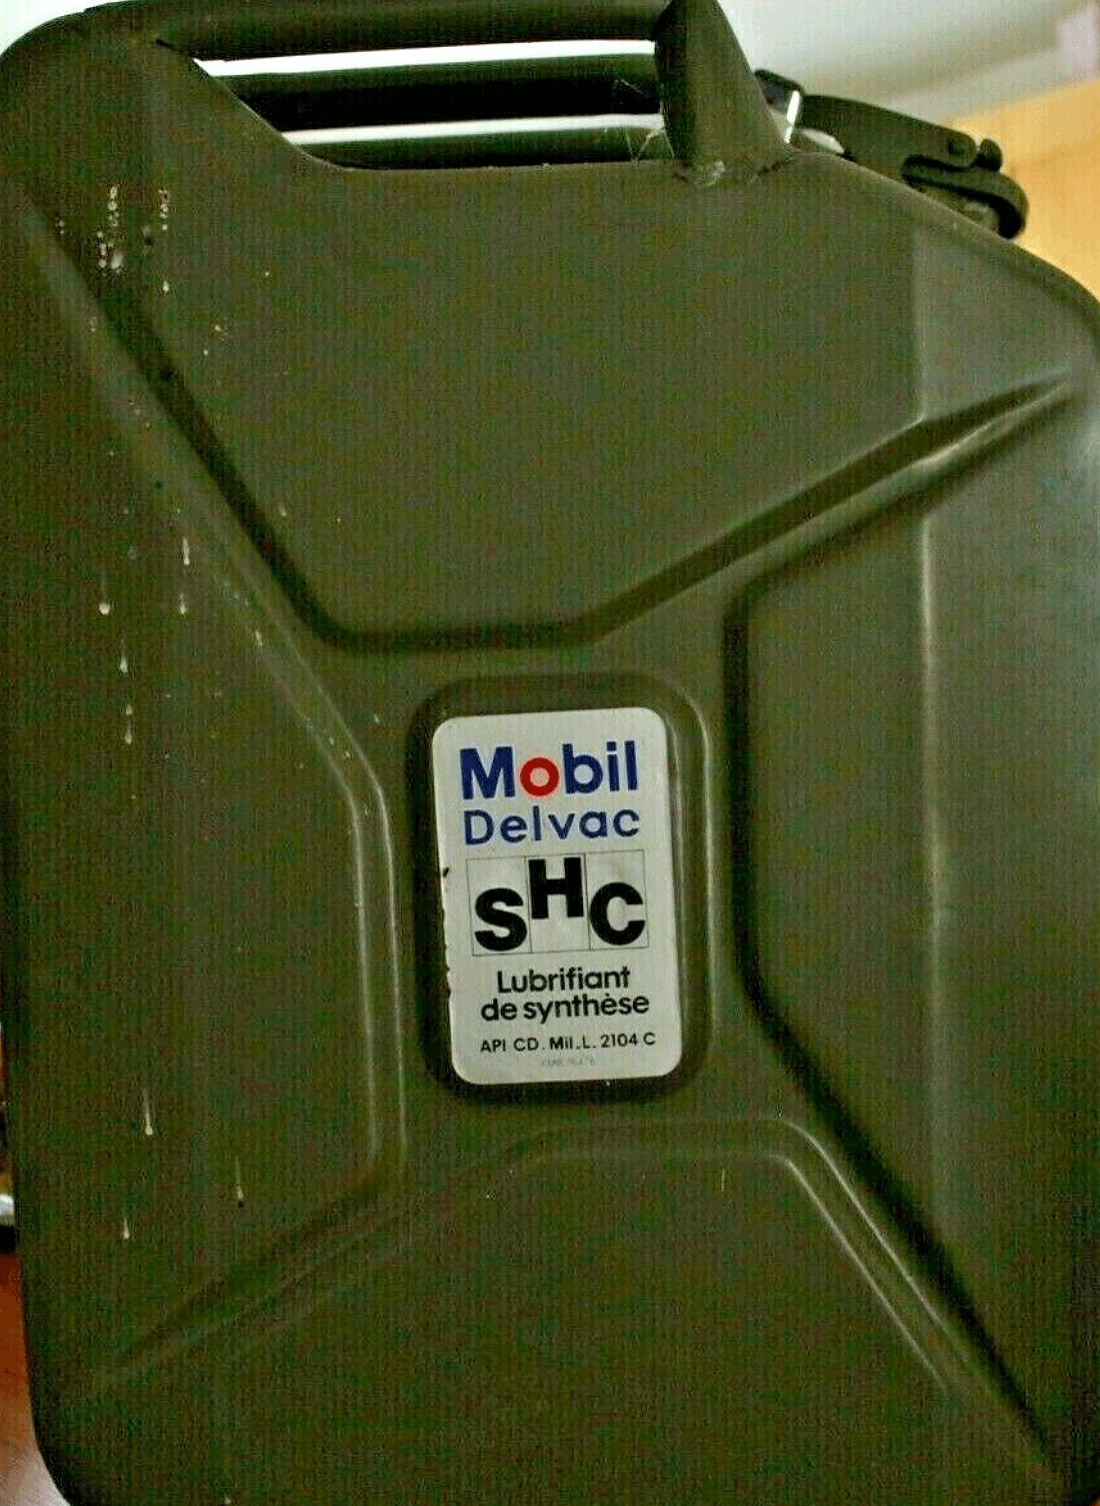 Mobil
Delvac
SHC
Lubrifiant
de synthèse
API CD. Mil.L. 2104 C